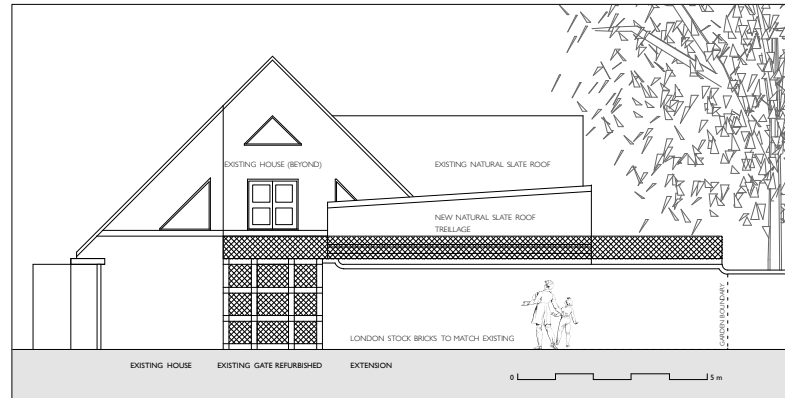 EXISTING HOUSE (BEYOND)
EXISTING NATURAL SLATE ROOF
NEW NATURAL SLATE ROOF
TREILLAGE
GARDEN BOUNDARY
LONDON STOCK BRICKS TO MATCH EXISTING
EXISTING HOUSE
EXISTING GATE REFURBISHED
EXTENSION
0
5 m